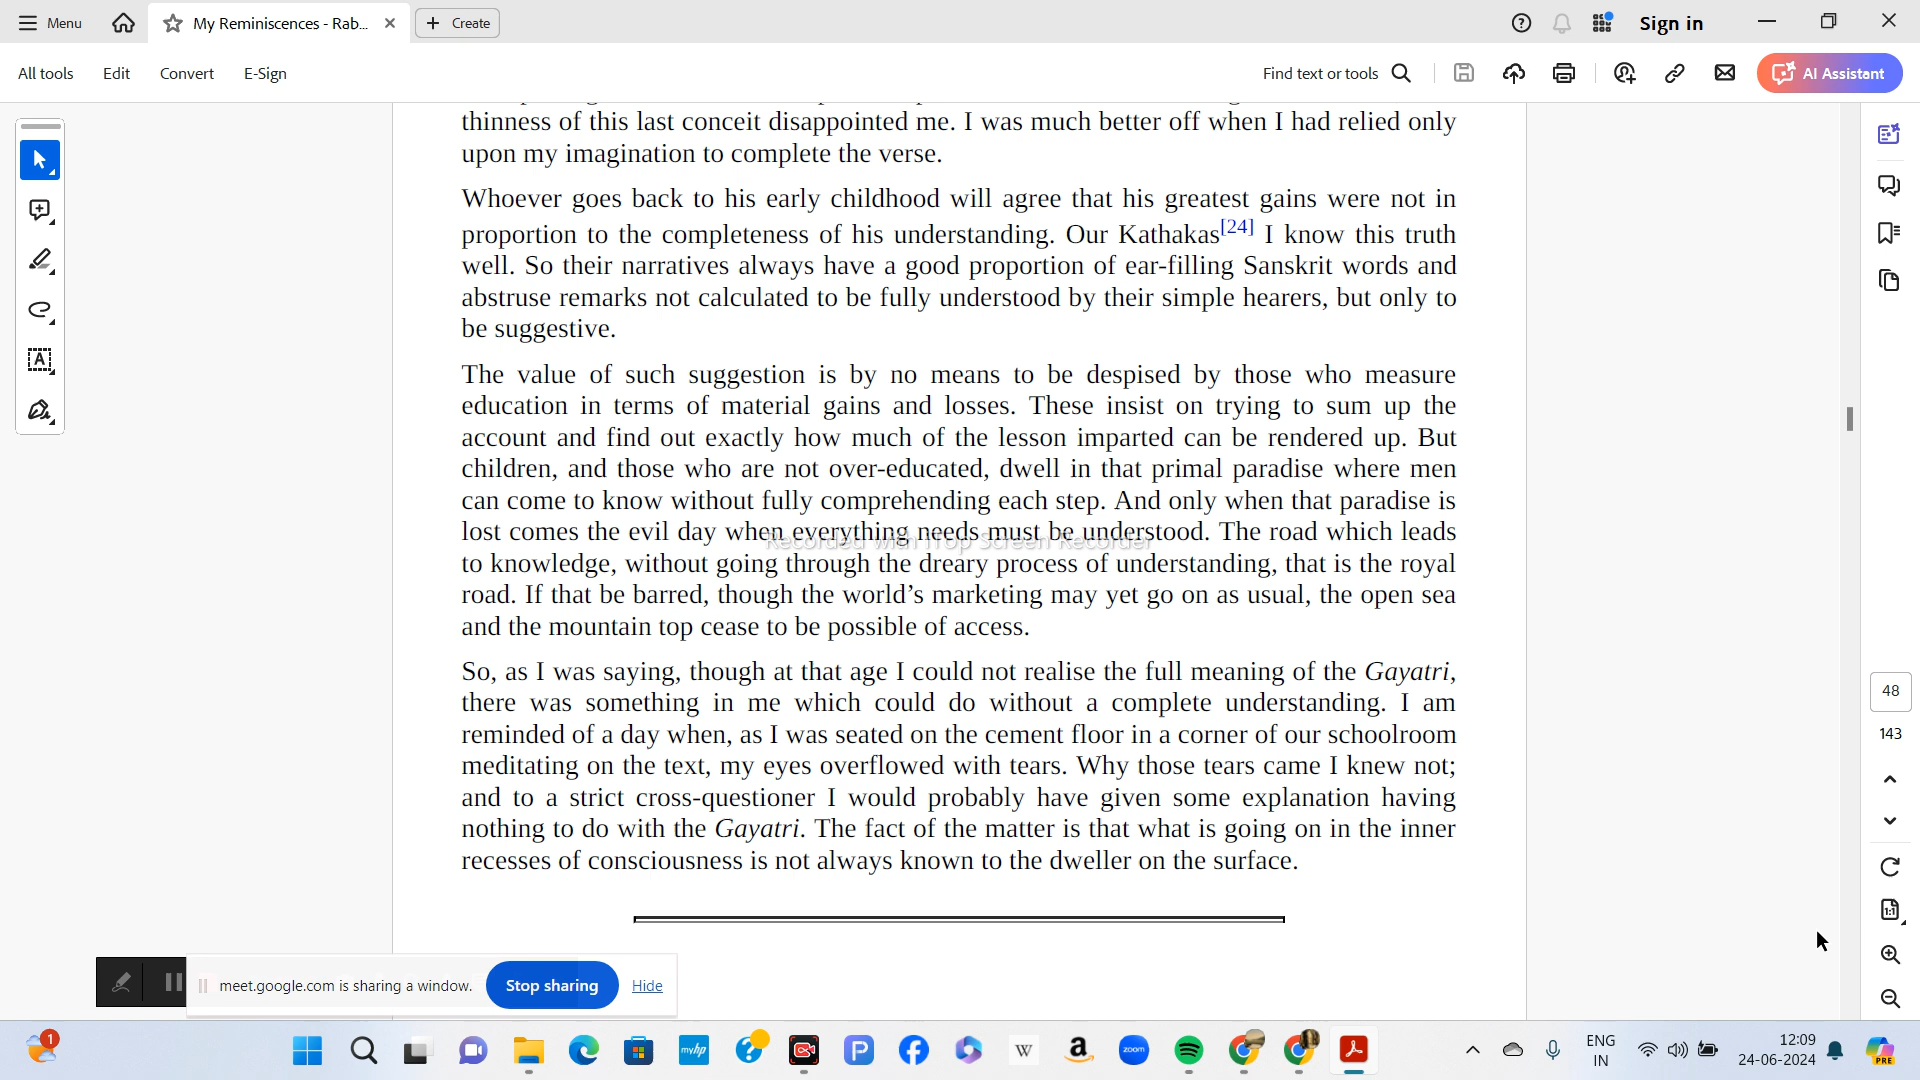 Menu
My Reminiscences - Rab...
Create
Sign in
All tools
Edit
Convert
E-Sign
Find text or tools
AI Assistant
thinness of this last conceit disappointed me. I was much better off when I had relied only
upon my imagination to complete the verse.
Whoever goes back to his early childhood will agree that his greatest gains were not in
proportion to the completeness of his understanding. Our Kathakas[24] I know this truth
well. So their narratives always have a good proportion of ear-filling Sanskrit words and
abstruse remarks not calculated to be fully understood by their simple hearers, but only to
be suggestive.
The value of such suggestion is by no means to be despised by those who measure
education in terms of material gains and losses. These insist on trying to sum up the
account and find out exactly how much of the lesson imparted can be rendered up. But
children, and those who are not over-educated, dwell in that primal paradise where men
can come to know without fully comprehending each step. And only when that paradise is
lost comes the evil day when everything needs must be understood. The road which leads
Recorded with iTop Screen Recorder
to knowledge, without going through the dreary process of understanding, that is the royal
road. If that be barred, though the world’s marketing may yet go on as usual, the open sea
and the mountain top cease to be possible of access.
So, as I was saying, though at that age I could not realise the full meaning of the Gayatri,
there was something in me which could do without a complete understanding. I am
reminded of a day when, as I was seated on the cement floor in a corner of our schoolroom
meditating on the text, my eyes overflowed with tears. Why those tears came I knew not;
and to a strict cross-questioner I would probably have given some explanation having
nothing to do with the Gayatri. The fact of the matter is that what is going on in the inner
recesses of consciousness is not always known to the dweller on the surface.
48
143
meet.google.com is sharing a window.
Stop sharing
Hide
1
myhp
P
W
a
zoom
ENG
IN
12:09
24-06-2024
PRE